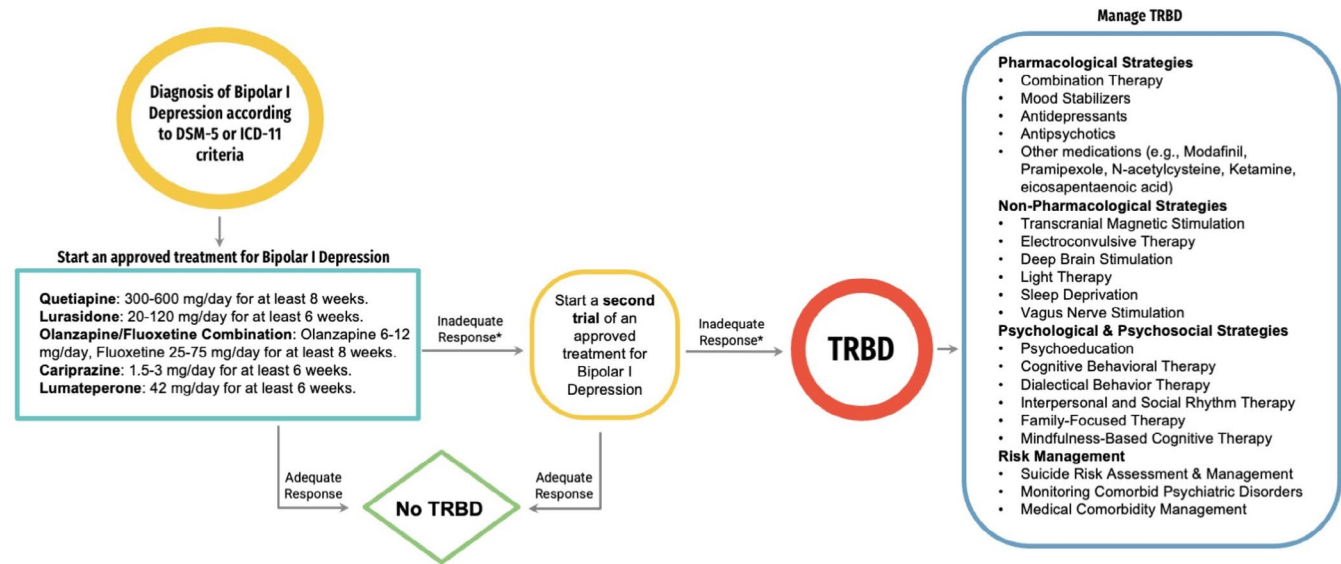 Diagnosis of Bipolar I
Depression according
to DSM-5 or ICD-11
criteria
Start an approved treatment for Bipolar I Depression
Quetiapine: 300-600 mg/day for at least 8 weeks.
Lurasidone: 20-120 mg/day for at least 6 weeks.
Olanzapine/Fluoxetine Combination: Olanzapine 6-12
mg/day, Fluoxetine 25-75 mg/day for at least 8 weeks.
Cariprazine: 1.5-3 mg/day for at least 6 weeks.
Lumateperone: 42 mg/day for at least 6 weeks.
Inadequate
Response*
Start a second
trial of an
approved
treatment for
Bipolar I
Depression
Inadequate
Response*
TRBD
Adequate
Response
No TRBD
Adequate
Response
Manage TRBD
Pharmacological Strategies
• Combination Therapy
• Mood Stabilizers
• Antidepressants
• Antipsychotics
• Other medications (e.g., Modafinil,
Pramipexole, N-acetylcysteine, Ketamine,
eicosapentaenoic acid)
Non-Pharmacological Strategies
• Transcranial Magnetic Stimulation
• Electroconvulsive Therapy
• Deep Brain Stimulation
• Light Therapy
• Sleep Deprivation
• Vagus Nerve Stimulation
Psychological & Psychosocial Strategies
• Psychoeducation
• Cognitive Behavioral Therapy
• Dialectical Behavior Therapy
• Interpersonal and Social Rhythm Therapy
• Family-Focused Therapy
• Mindfulness-Based Cognitive Therapy
Risk Management
• Suicide Risk Assessment & Management
• Monitoring Comorbid Psychiatric Disorders
• Medical Comorbidity Management